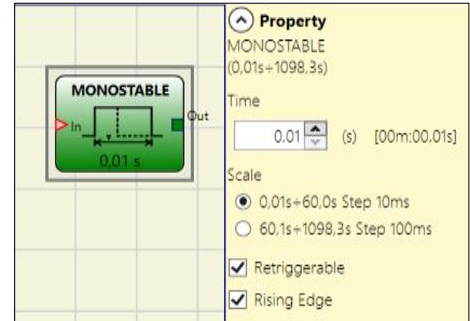 MONOSTABLE
In
Out
0,01 s
Property
MONOSTABLE
(0,01s÷1098,3s)
Time
0,01 (s) [00m:00,01s]
Scale
0,01s÷60,0s Step 10ms
60,1s÷1098,3s Step 100ms
Retriggerable
Rising Edge